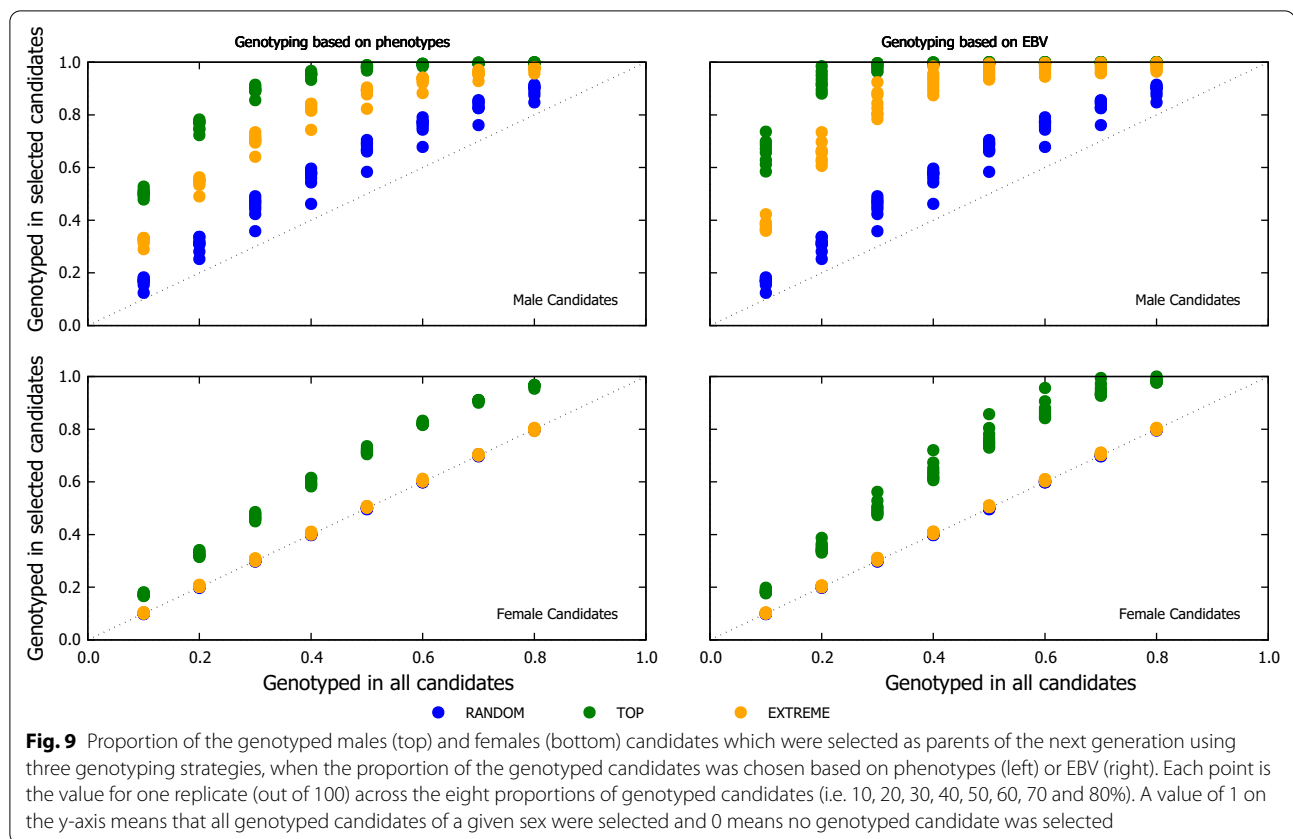 Genotyping based on phenotypes
Genotyping based on EBV
Genotyped in selected candidates
1.0
0.8
0.6
0.4
0.2
0.0
Male Candidates
Male Candidates
Genotyped in selected candidates
1.0
0.8
0.6
0.4
0.2
0.0
Female Candidates
Female Candidates
0.0 0.2 0.4 0.6 0.8 1.0
0.0 0.2 0.4 0.6 0.8 1.0
Genotyped in all candidates
Genotyped in all candidates
RANDOM TOP EXTREME
Fig. 9 Proportion of the genotyped males (top) and females (bottom) candidates which were selected as parents of the next generation using
three genotyping strategies, when the proportion of the genotyped candidates was chosen based on phenotypes (left) or EBV (right). Each point is
the value for one replicate (out of 100) across the eight proportions of genotyped candidates (i.e. 10, 20, 30, 40, 50, 60, 70 and 80%). A value of 1 on
the y-axis means that all genotyped candidates of a given sex were selected and 0 means no genotyped candidate was selected